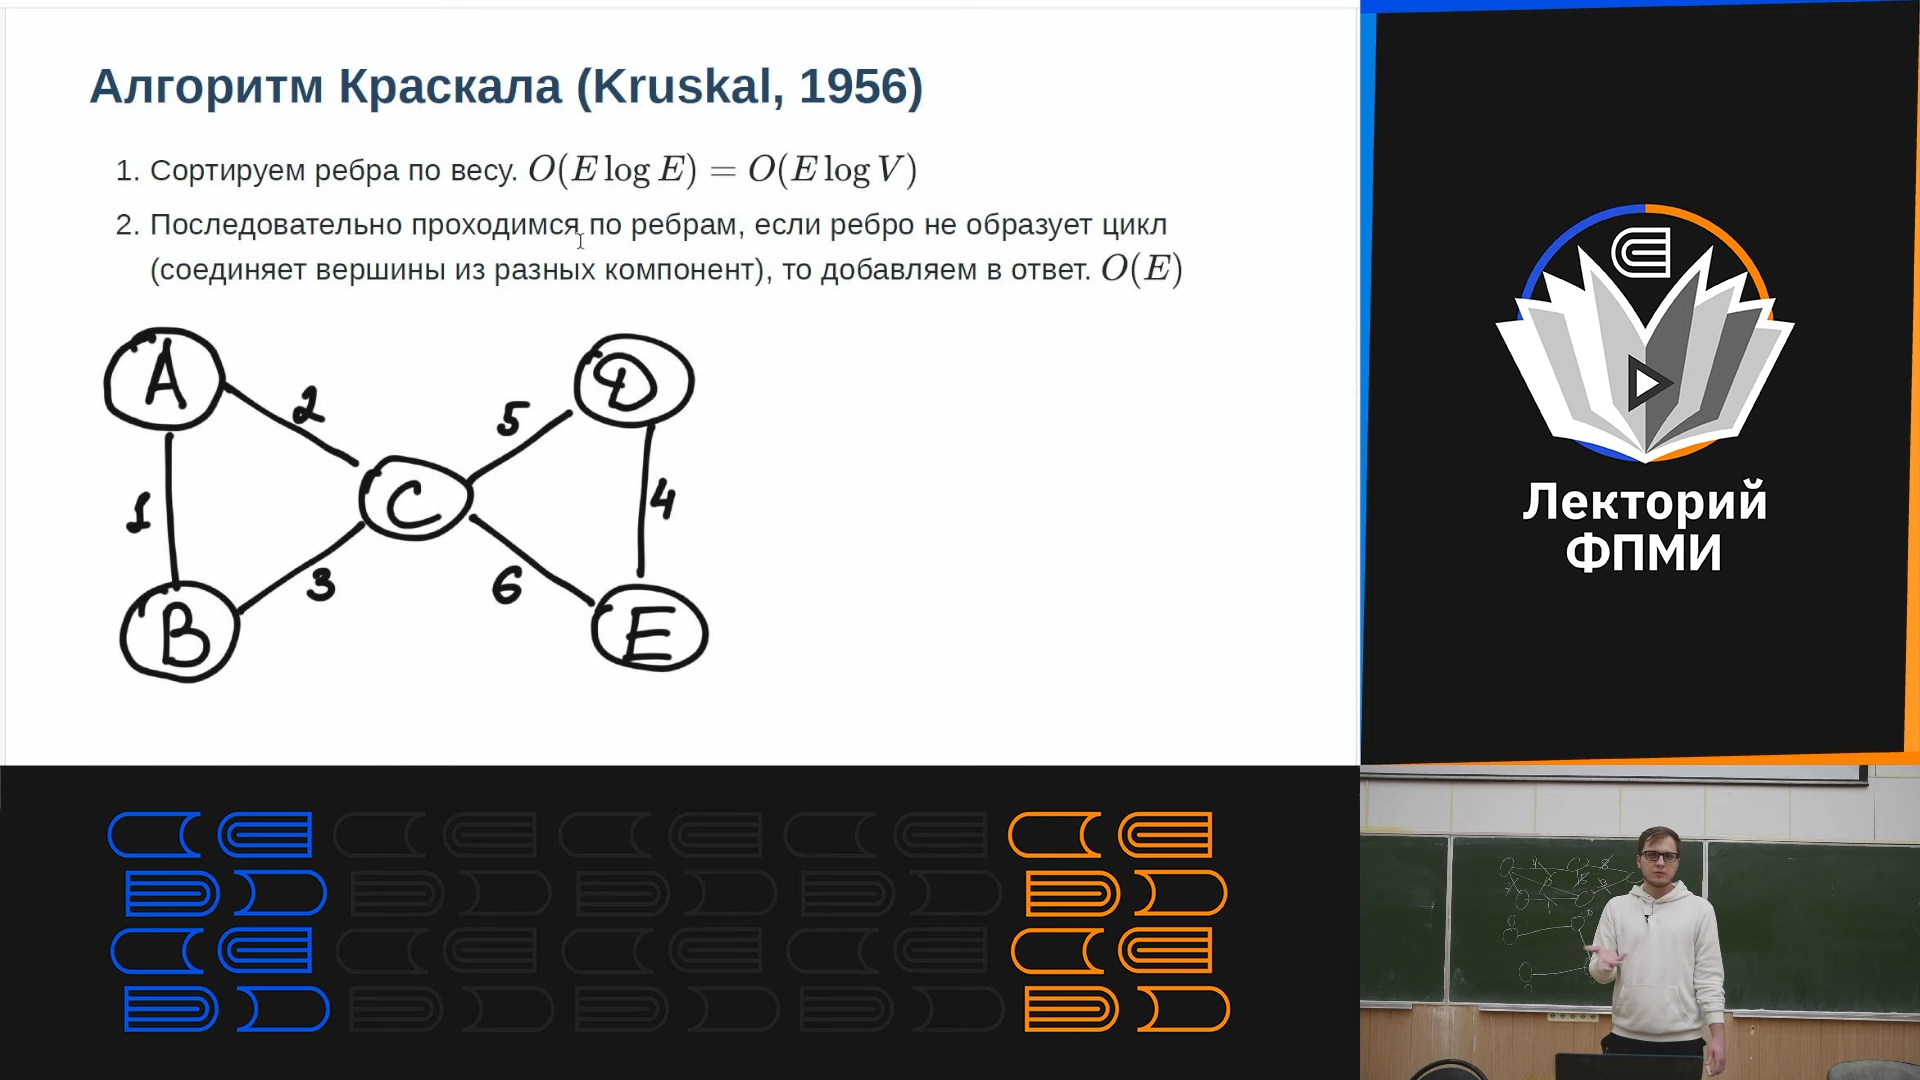 Алгоритм Краскала (Kruskal, 1956)
1. Сортируем ребра по весу. O(E log E) = O(E log V)
2. Последовательно проходимся по ребрам, если ребро не образует цикл
(соединяет вершины из разных компонент), то добавляем в ответ. O(E)
A
D
2
5
C
1
4
3
6
B
E
Лекторий
ФПМИ